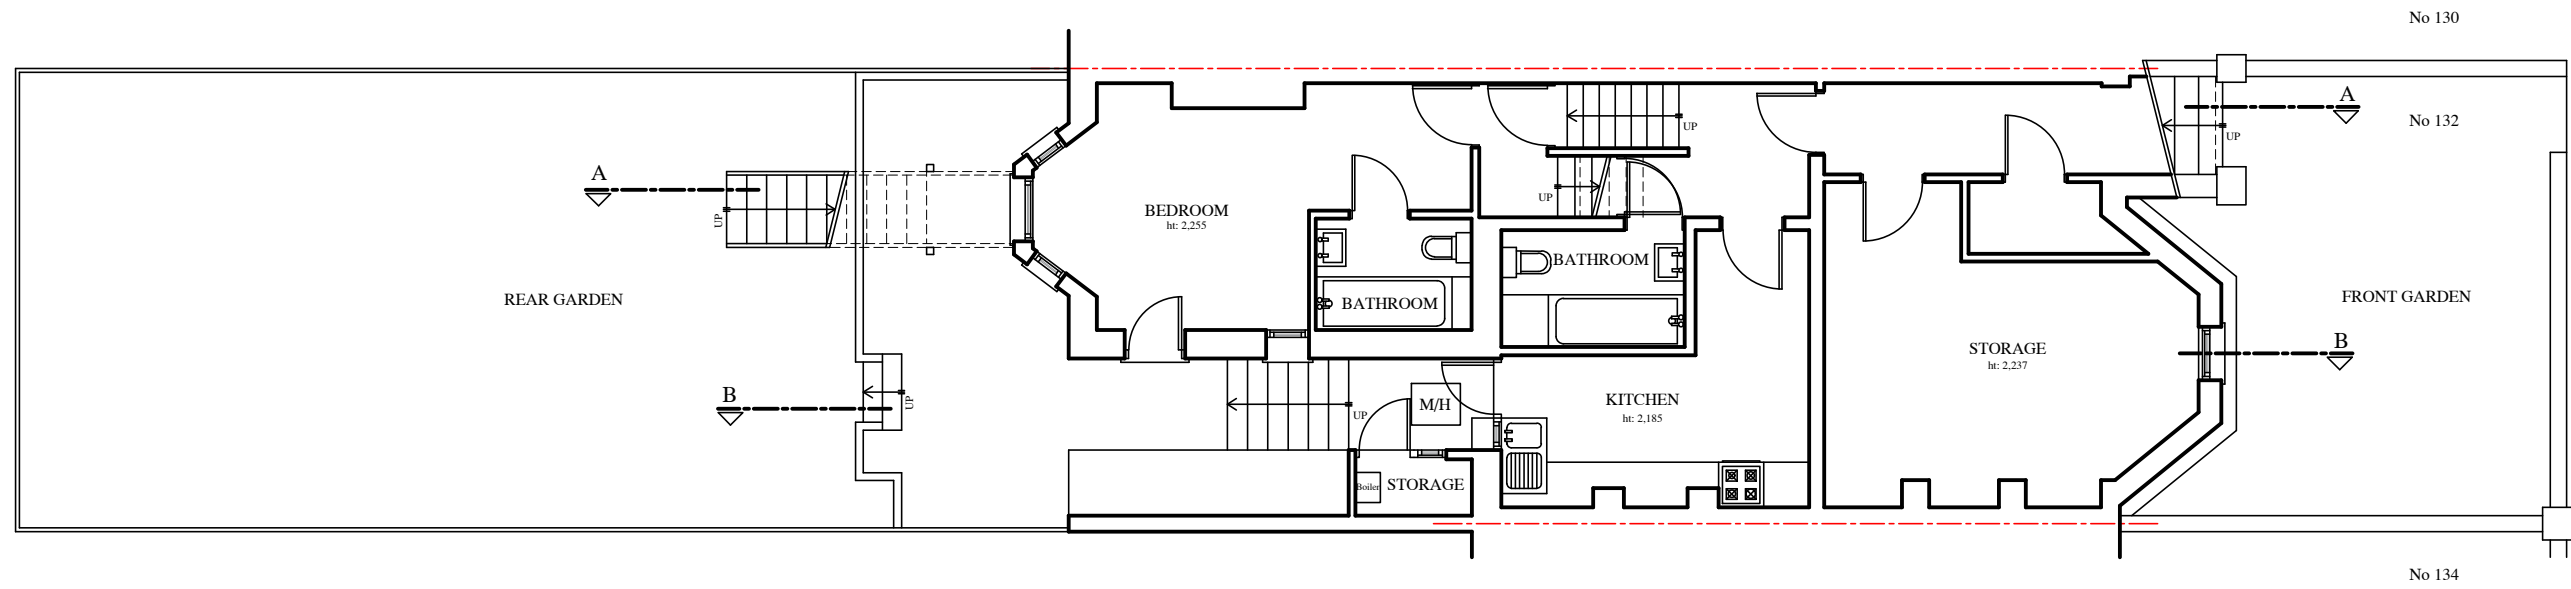 No 130
A
No 132
UP
UP
A
UP
UP
BEDROOM
ht: 2,255
BATHROOM
REAR GARDEN
BATHROOM
FRONT GARDEN
B
STORAGE
ht: 2,237
B
UP
UP
M/H
KITCHEN
ht: 2,185
Boiler
STORAGE
No 134